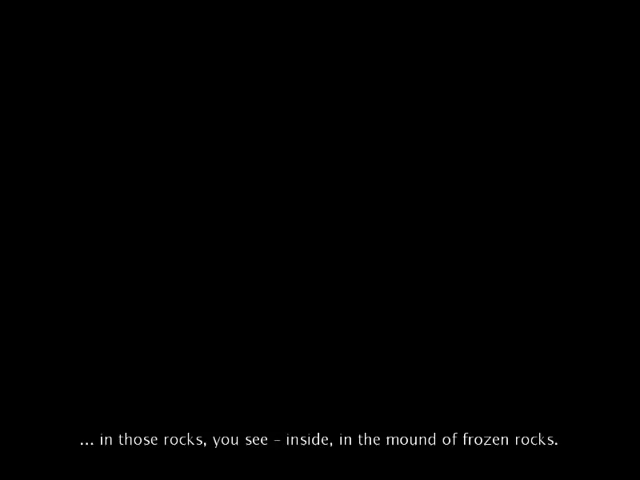 ... in those rocks, you see – inside, in the mound of frozen rocks.